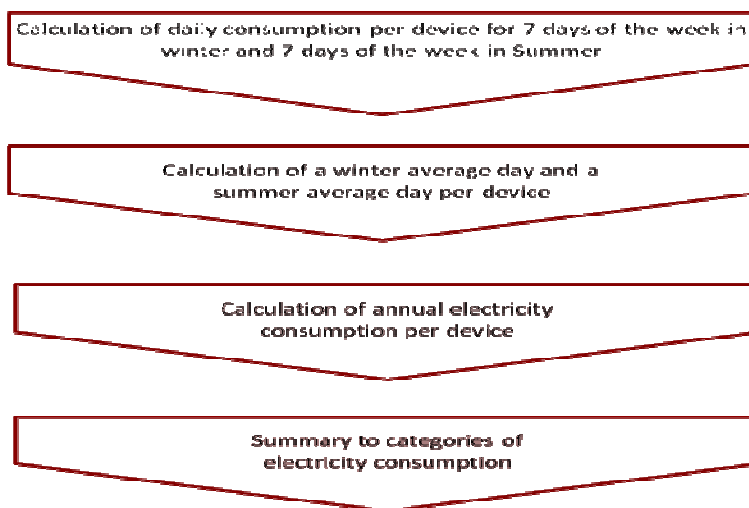 Calculation of daily consumption per device for 7 days of the week in
winter and 7 days of the week in Summer
Calculation of a winter average day and a
summer average day per device
Calculation of annual electricity
consumption per device
Summary to categories of
electricity consumption